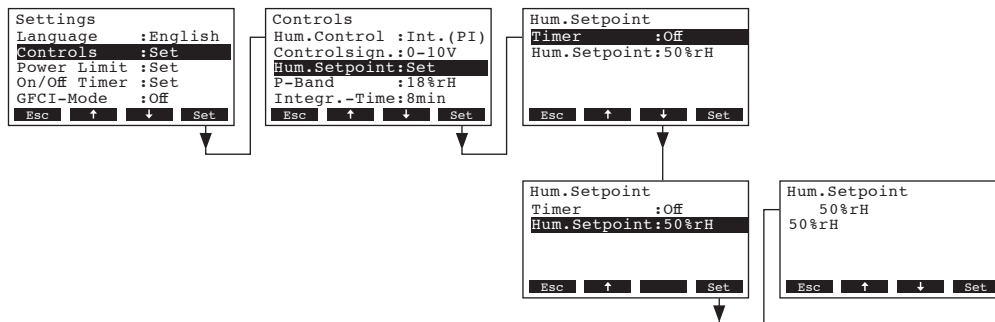 Settings
Language :English
Controls :Set
Power Limit :Set
On/Off Timer :Set
GFCI-Mode :Off
Esc ↑ ↓ Set
Controls
Hum.Control :Int.(PI)
Controlsign.:0-10V
Hum.Setpoint:Set
P-Band :18%rH
Integr.-Time:8min
Esc ↑ ↓ Set
Hum.Setpoint
Timer :Off
Hum.Setpoint:50%rH
Esc ↑ ↓ Set
Hum.Setpoint
Timer :Off
Hum.Setpoint:50%rH
Esc ↑ Set
Hum.Setpoint
50%rH
50%rH
Esc ↑ ↓ Set